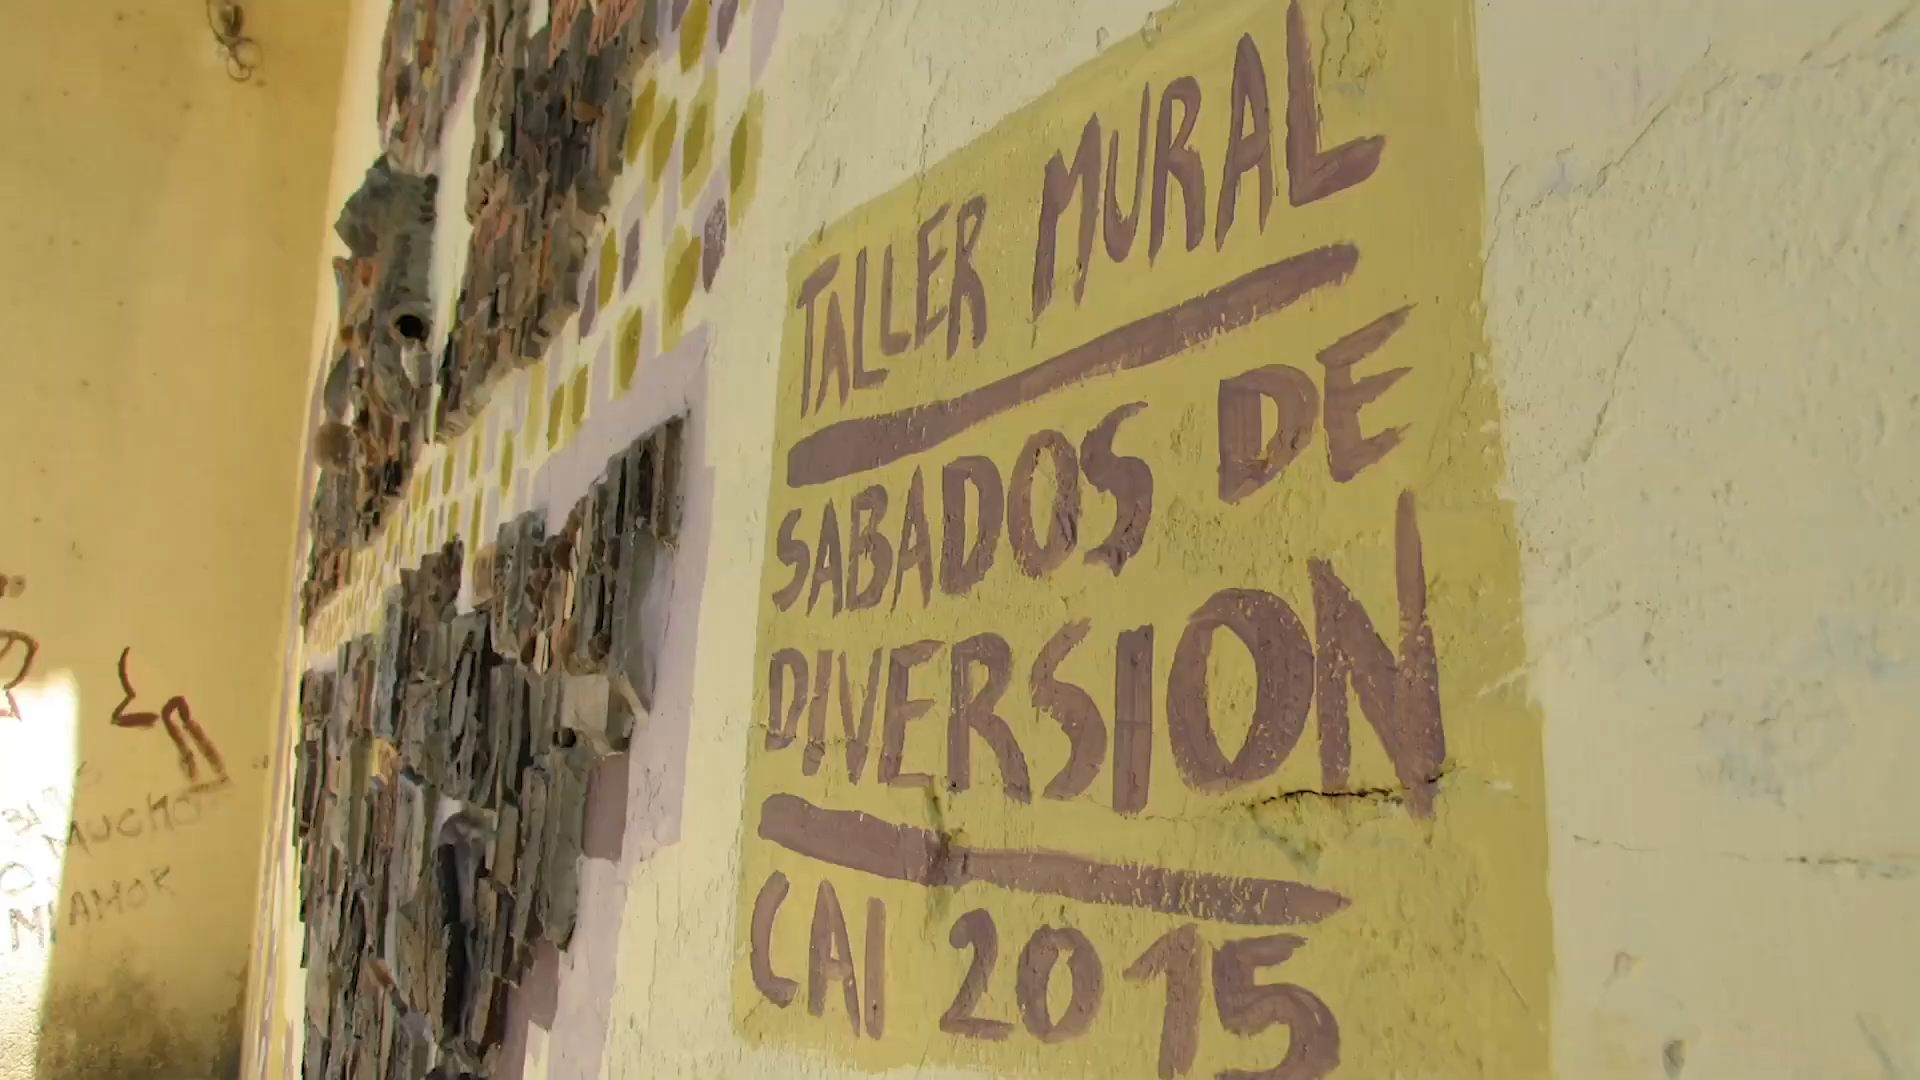 TALLER MURAL
SABADOS DE
DIVERSION
CAI 2015
MUCHO
MI AMOR